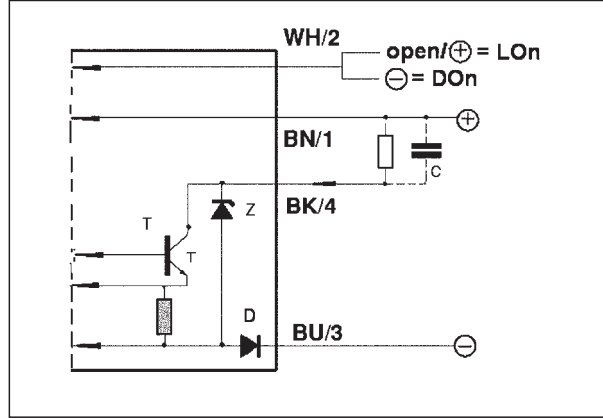 WH/2
open/⊕ = LOn
⊖ = DOn
BN/1
⊕
C
BK/4
Z
T
T
D
BU/3
⊖